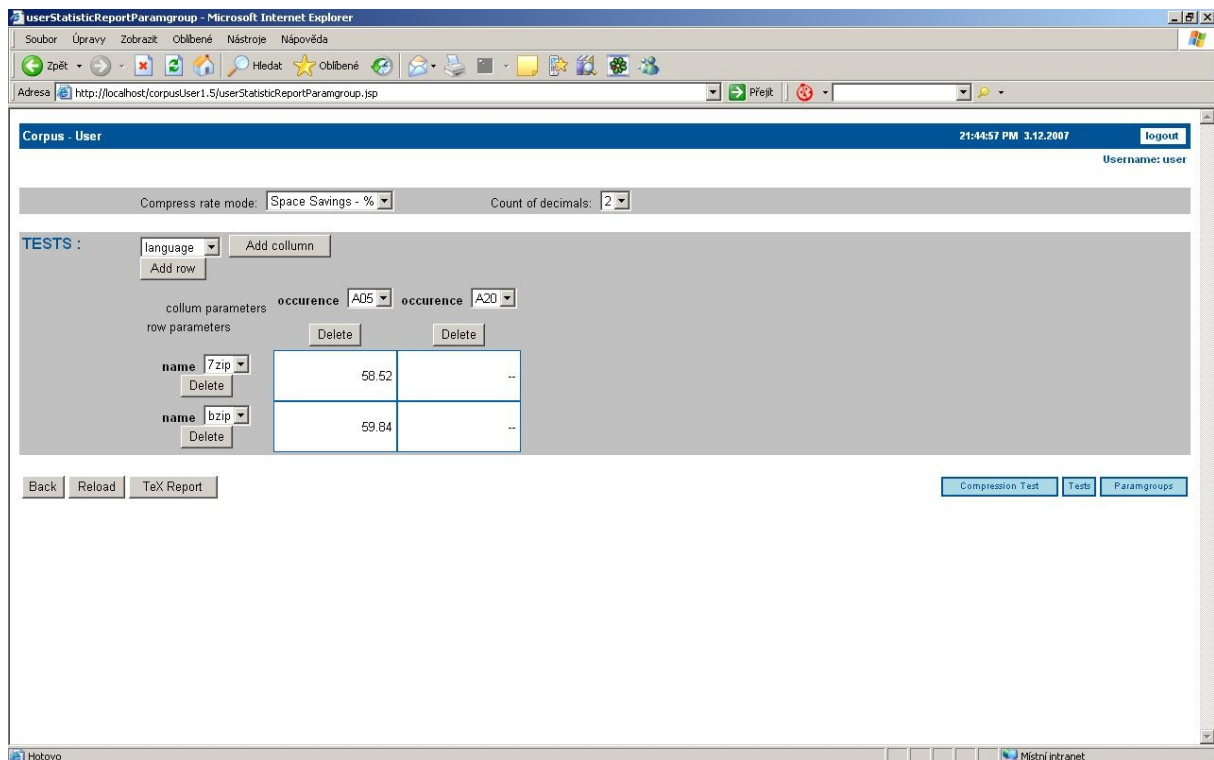 userStatisticReportParamgroup - Microsoft Internet Explorer
Soubor Úpravy Zobrazit Oblíbené Nástroje Nápověda
Zpět Hledat Oblíbené
Adresa http://localhost/corpusUser1.5/userStatisticReportParamgroup.jsp Přejít
Corpus - User 21:44:57 PM 3.12.2007 logout
Username: user
Compress rate mode: Space Savings - % Count of decimals: 2
TESTS : language Add collumn
Add row
occurence A05 occurence A20
collum parameters
row parameters
Delete Delete
name 7zip
58.52 --
Delete
name bzip
59.84 --
Delete
Back Reload TeX Report Compression Test Tests Paramgroups
Hotovo Místní intranet